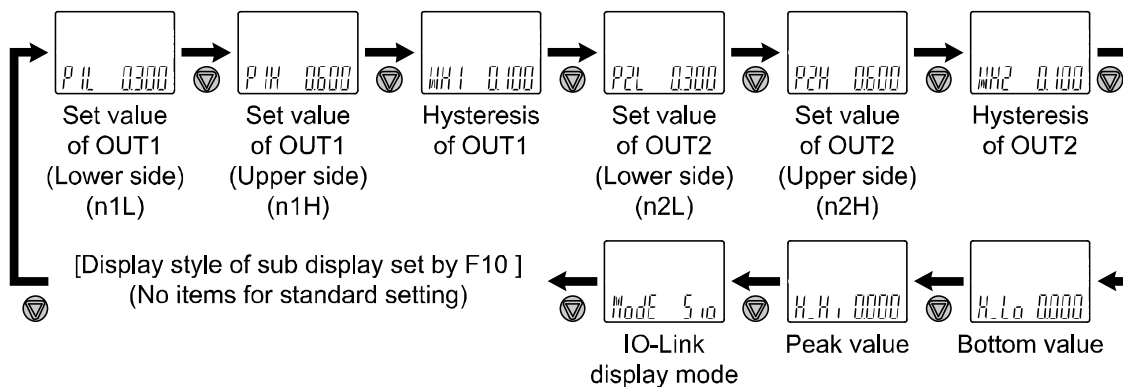 P1L 0.300
P1H 0.600
WH1 0.100
P2L 0.300
P2H 0.600
WH2 0.100
Set value
of OUT1
(Lower side)
(n1L)
Set value
of OUT1
(Upper side)
(n1H)
Hysteresis
of OUT1
Set value
of OUT2
(Lower side)
(n2L)
Set value
of OUT2
(Upper side)
(n2H)
Hysteresis
of OUT2
[Display style of sub display set by F10 ]
(No items for standard setting)
ModE Sio
IO-Link
display mode
H_Hi 0.000
Peak value
H_Lo 0.000
Bottom value